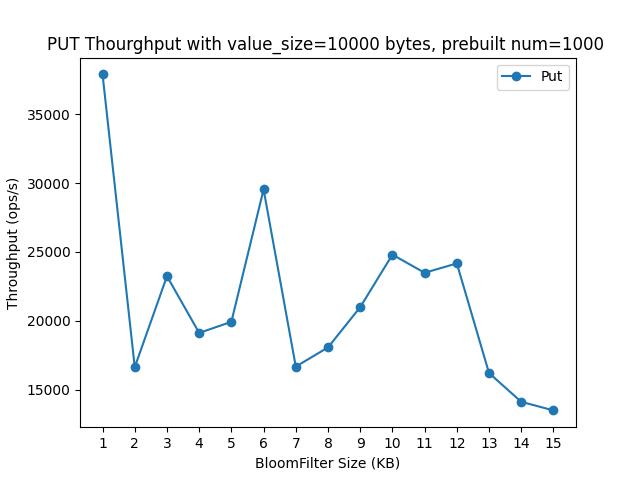 PUT Thourghput with value_size=10000 bytes, prebuilt num=1000
Put
Throughput (ops/s)
35000
30000
25000
20000
15000
1 2 3 4 5 6 7 8 9 10 11 12 13 14 15
BloomFilter Size (KB)